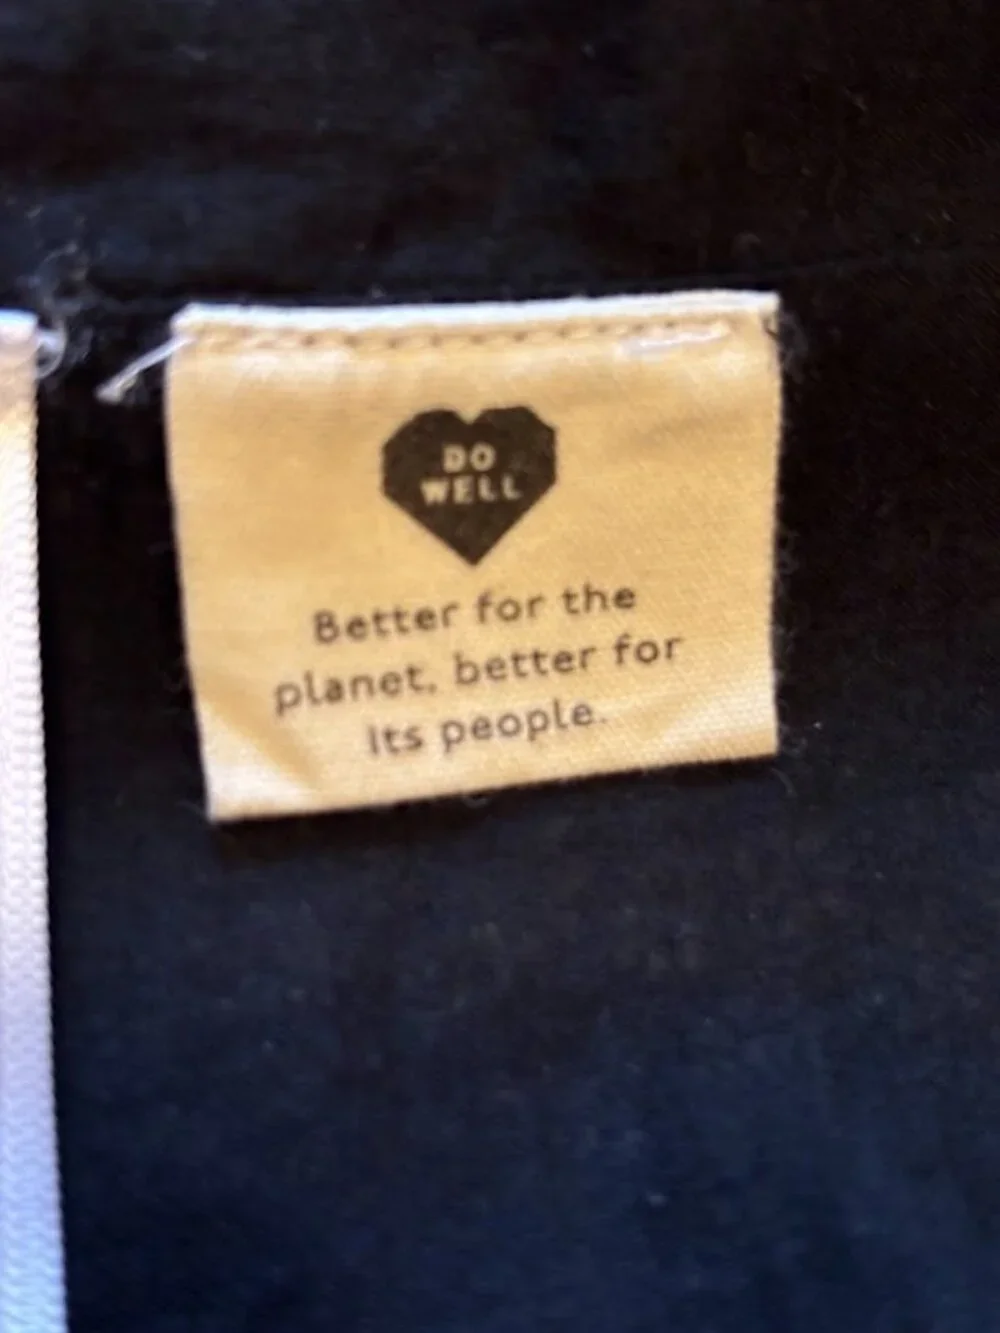 DO
WELL
Better for the
planet, better for
its people.